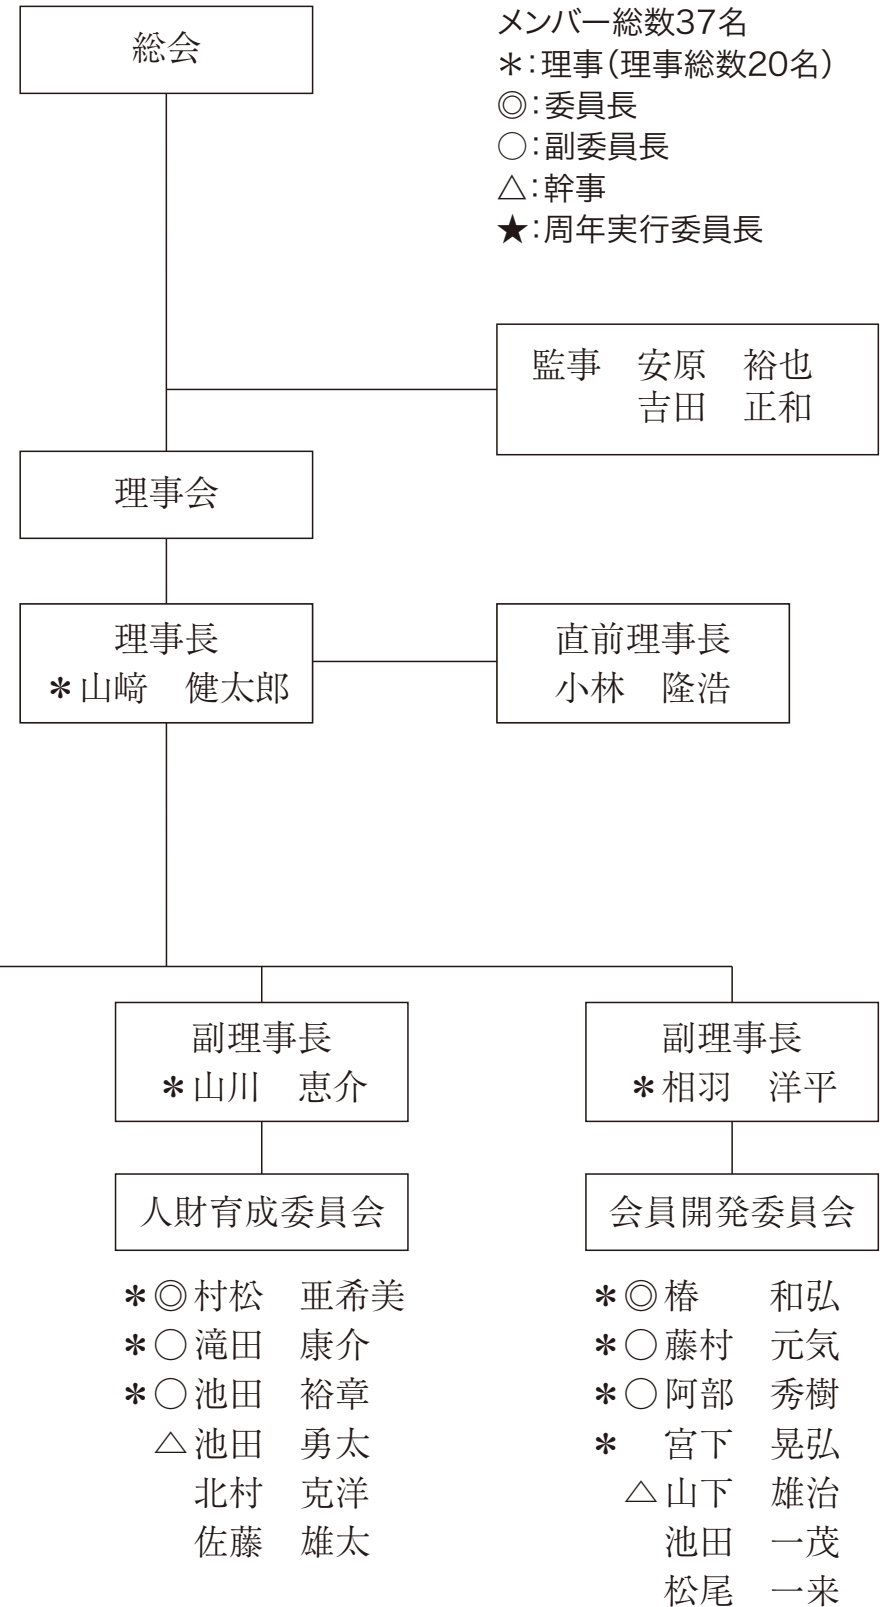 総会
メンバー総数37名
＊：理事（理事総数20名）
◎：委員長
○：副委員長
△：幹事
★：周年実行委員長
監事　安原　裕也
吉田　正和
理事会
理事長
＊山﨑　健太郎
直前理事長
小林　隆浩
副理事長
＊山川　恵介
人財育成委員会
＊◎村松　亜希美
＊○滝田　康介
＊○池田　裕章
△池田　勇太
北村　克洋
佐藤　雄太
副理事長
＊相羽　洋平
会員開発委員会
＊◎椿　　和弘
＊○藤村　元気
＊○阿部　秀樹
＊　宮下　晃弘
△山下　雄治
池田　一茂
松尾　一来